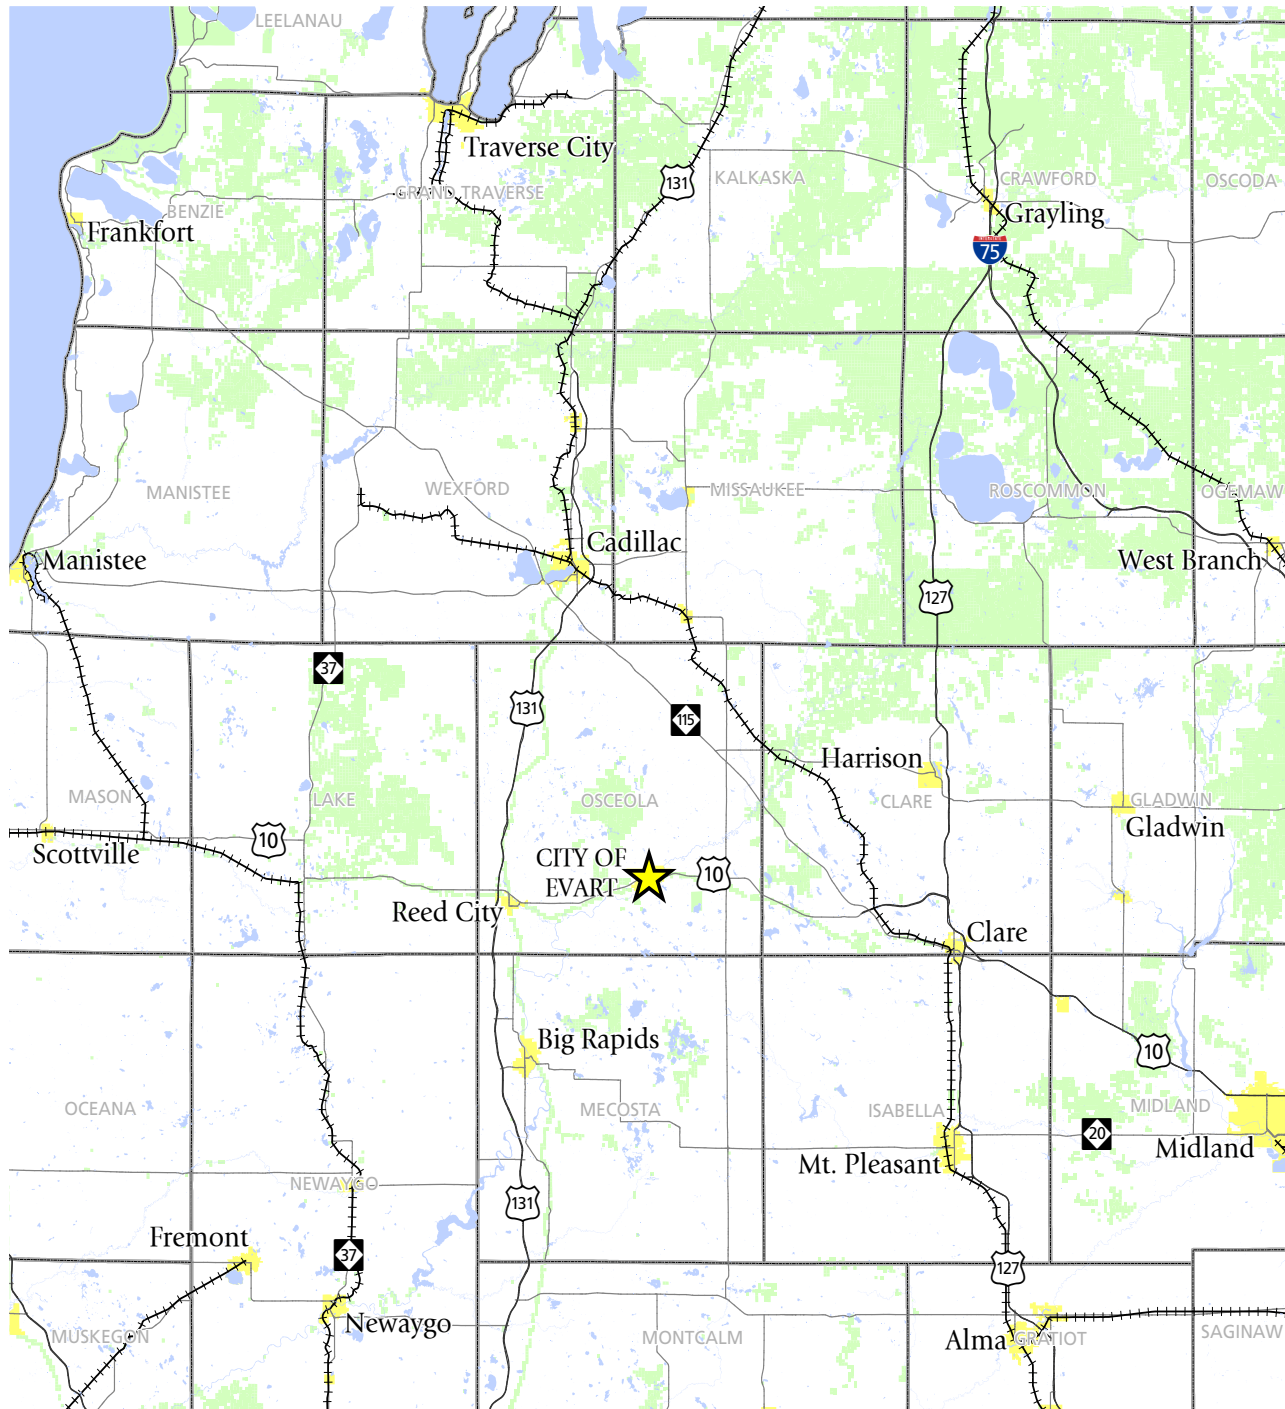 LEELANAU
Traverse City
131
KALKASKA
CRAWFORD
OSCODA
GRAND TRAVERSE
BENZIE
Frankfort
Grayling
INTERSTATE
75
MANISTEE
WEXFORD
MISSAUKEE
ROSCOMMON
OGEMAW
Cadillac
Manistee
West Branch
127
37
131
115
Harrison
MASON
LAKE
OSCEOLA
CLARE
GLADWIN
Gladwin
10
Scottville
CITY OF
EVART
10
Reed City
Clare
Big Rapids
10
OCEANA
MECOSTA
ISABELLA
MIDLAND
20
Midland
Mt. Pleasant
NEWAYGO
131
Fremont
37
127
Newaygo
MUSKEGON
MONTCALM
Alma
GRATIOT
SAGINAW